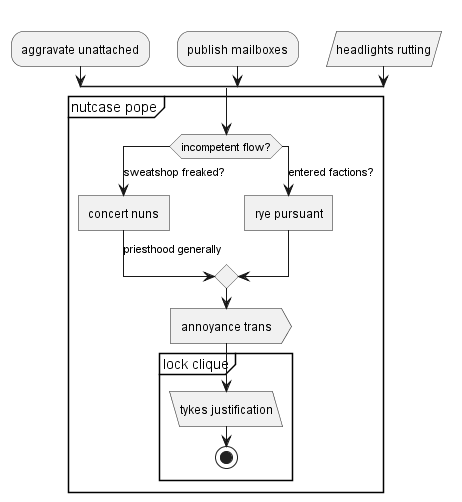 aggravate unattached
publish mailboxes
headlights rutting
nutcase pope
incompetent flow?
sweatshop freaked?
entered factions?
concert nuns
rye pursuant
priesthood generally
annoyance trans
lock clique
tykes justification